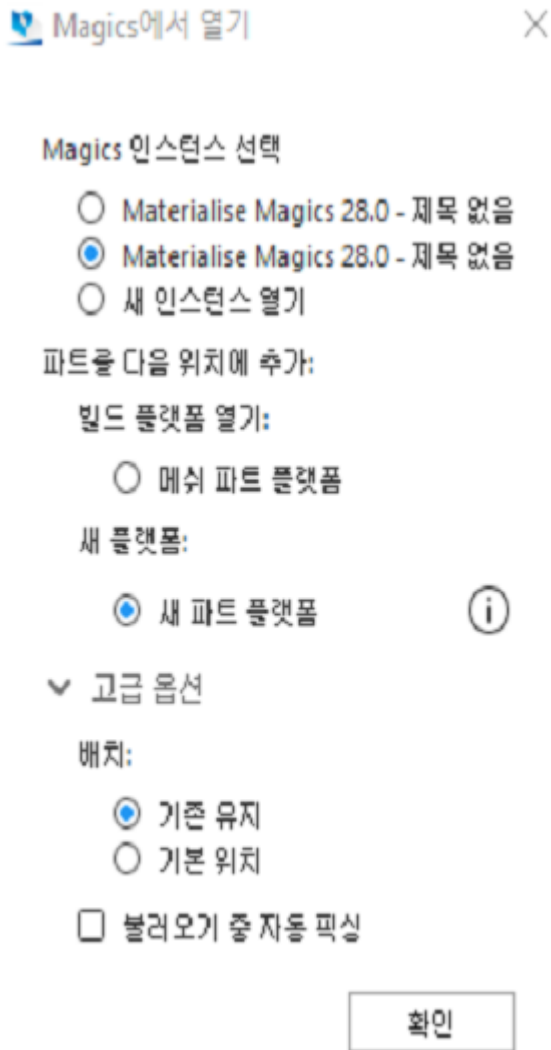 Magics에서 열기
Magics 인스턴스 선택
Materialise Magics 28.0 - 제목 없음
Materialise Magics 28.0 - 제목 없음
새 인스턴스 열기
파트를 다음 위치에 추가:
빌드 플랫폼 열기:
메쉬 파트 플랫폼
새 플랫폼:
새 파트 플랫폼
고급 옵션
배치:
기존 유지
기본 위치
불러오기 중 자동 픽싱
확인